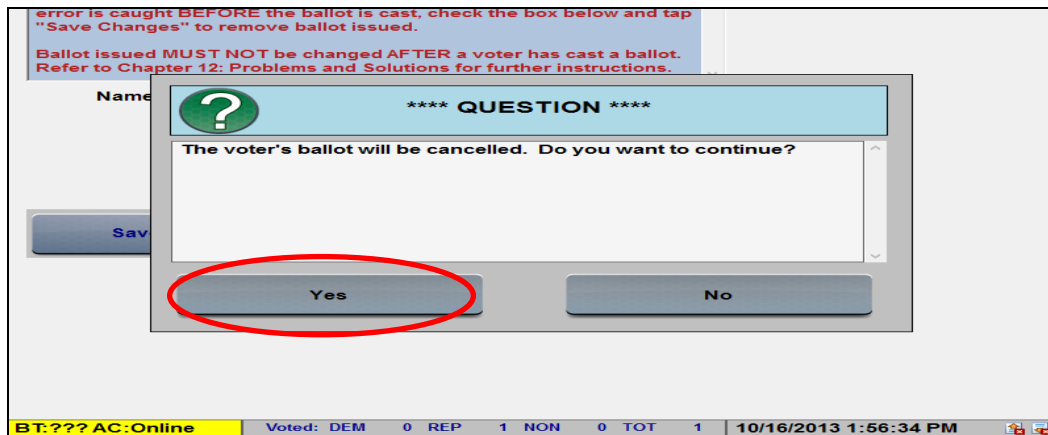 error is caught BEFORE the ballot is cast, check the box below and tap
"Save Changes" to remove ballot issued.
Ballot issued MUST NOT be changed AFTER a voter has cast a ballot.
Refer to Chapter 12: Problems and Solutions for further instructions.
Name
**** QUESTION ****
The voter's ballot will be cancelled.  Do you want to continue?
Sav
Yes
No
BT:??? AC:Online Voted: DEM 0 REP 1 NON 0 TOT 1 10/16/2013 1:56:34 PM